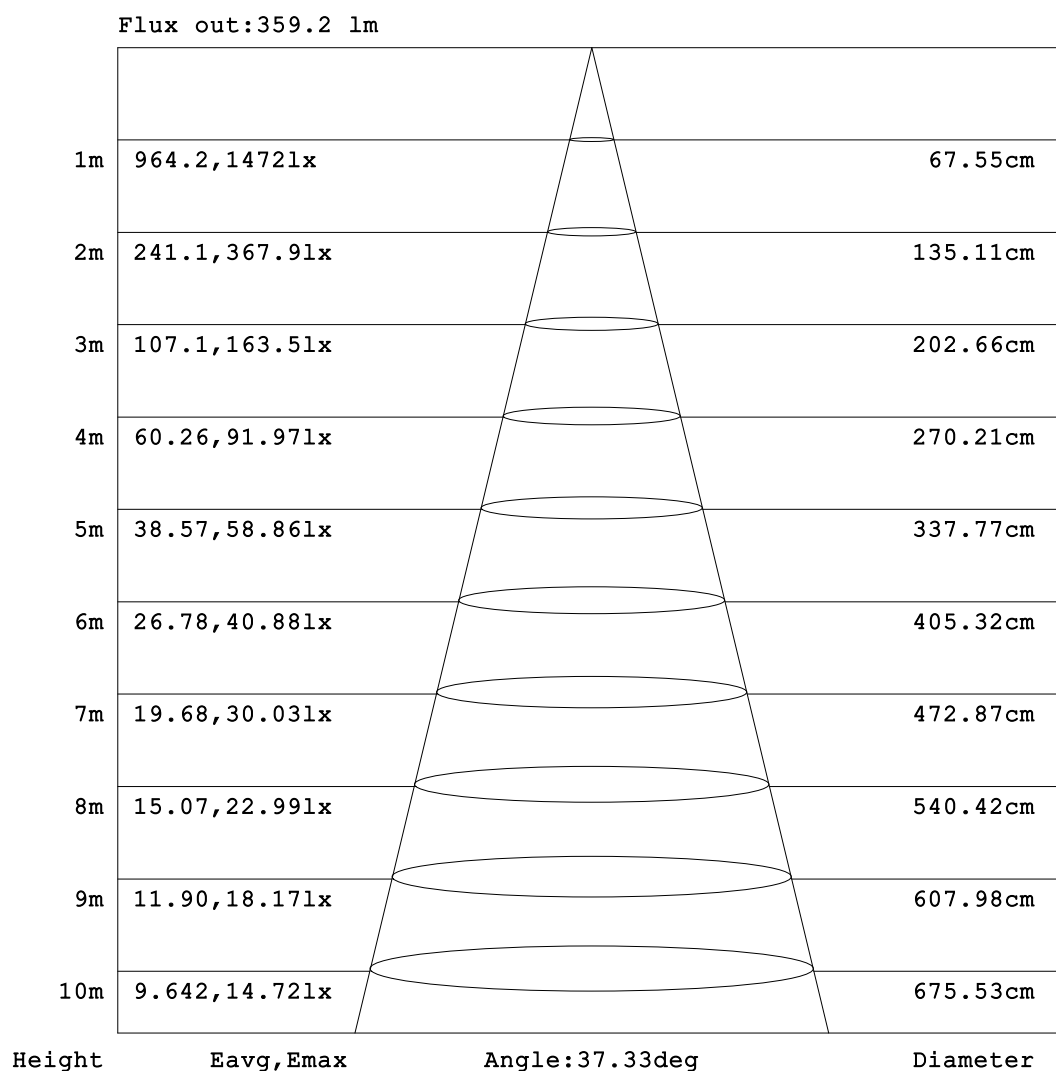 Flux out:359.2 lm
1m 964.2,1472lx 67.55cm
2m 241.1,367.9lx 135.11cm
3m 107.1,163.5lx 202.66cm
4m 60.26,91.97lx 270.21cm
5m 38.57,58.86lx 337.77cm
6m 26.78,40.88lx 405.32cm
7m 19.68,30.03lx 472.87cm
8m 15.07,22.99lx 540.42cm
9m 11.90,18.17lx 607.98cm
10m 9.642,14.72lx 675.53cm
Height Eavg,Emax Angle:37.33deg Diameter